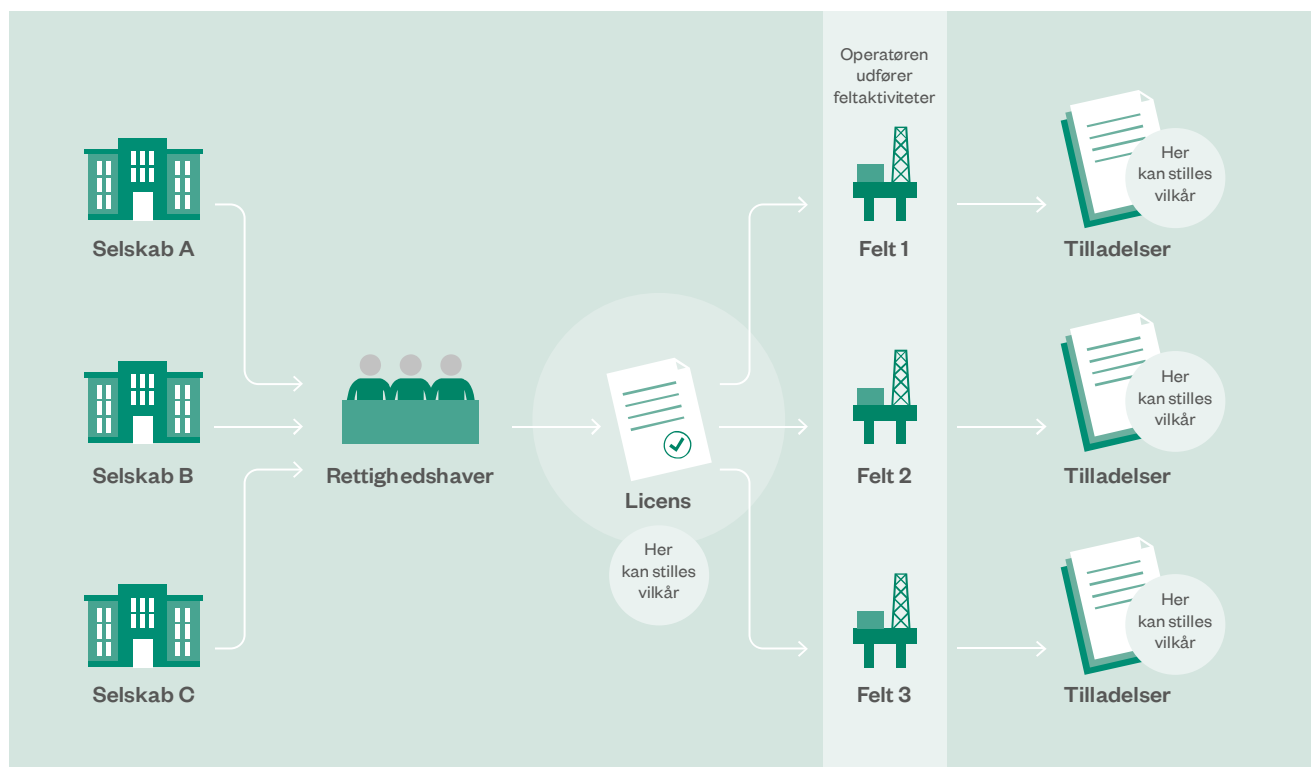 Selskab A
Selskab B
Selskab C
Rettighedshaver
Licens
Her
kan stilles
vilkår
Operatøren
udfører
feltaktiviteter
Felt 1
Felt 2
Felt 3
Her
kan stilles
vilkår
Tilladelser
Her
kan stilles
vilkår
Tilladelser
Her
kan stilles
vilkår
Tilladelser